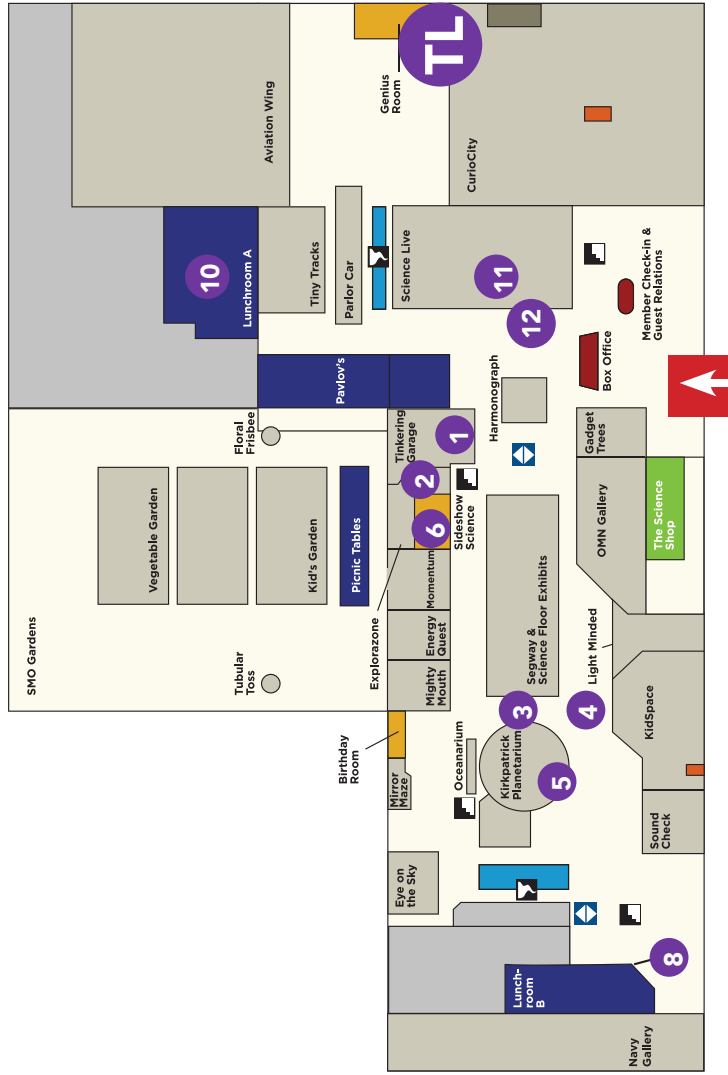 TL
Genius
Room
Aviation Wing
CurioCity
10
Lunchroom A
Tiny Tracks
Parlor Car
Science Live
11
12
Member Check-in &
Guest Relations
Box Office
Pavlov's
Harmonograph
Floral
Frisbee
Tinkering
Garage
1
2
6
Sideshow
Science
Gadget
Trees
OMN Gallery
The Science
Shop
Vegetable Garden
Kid's Garden
Picnic Tables
SMO Gardens
Tubular
Toss
Explorazone
Momentum
Energy
Quest
Mighty
Mouth
Segway &
Science Floor Exhibits
Light Minded
3
4
KidSpace
Birthday
Room
Mirror
Maze
Oceanarium
Kirkpatrick
Planetarium
5
Sound
Check
Eye on
the Sky
Lunch-
room
B
8
Navy
Gallery